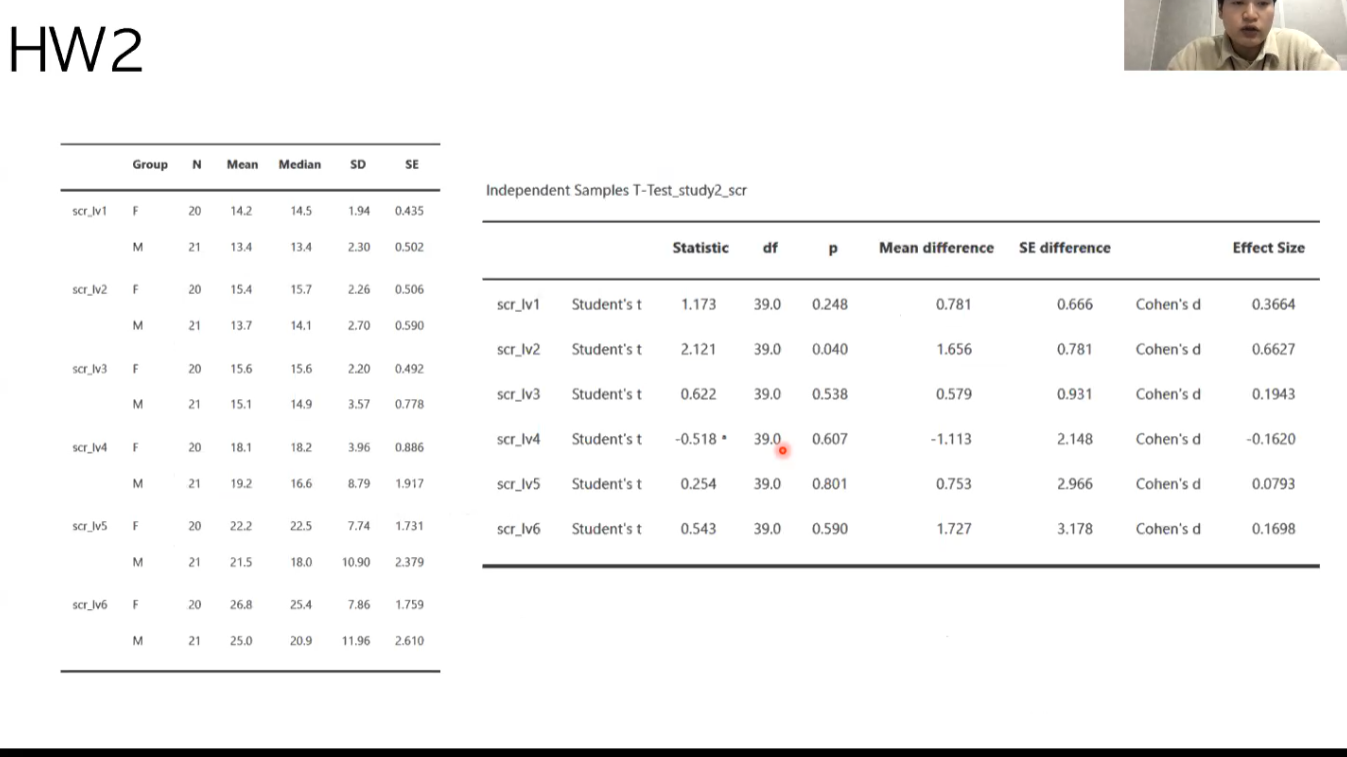 HW2
Group N Mean Median SD SE
scr_lv1 F 20 14.2 14.5 1.94 0.435
M 21 13.4 13.4 2.30 0.502
scr_lv2 F 20 15.4 15.7 2.26 0.506
M 21 13.7 14.1 2.70 0.590
scr_lv3 F 20 15.6 15.6 2.20 0.492
M 21 15.1 14.9 3.57 0.778
scr_lv4 F 20 18.1 18.2 3.96 0.886
M 21 19.2 16.6 8.79 1.917
scr_lv5 F 20 22.2 22.5 7.74 1.731
M 21 21.5 18.0 10.90 2.379
scr_lv6 F 20 26.8 25.4 7.86 1.759
M 21 25.0 20.9 11.96 2.610
Independent Samples T-Test_study2_scr
Statistic df p Mean difference SE difference Effect Size
scr_lv1 Student's t 1.173 39.0 0.248 0.781 0.666 Cohen's d 0.3664
scr_lv2 Student's t 2.121 39.0 0.040 1.656 0.781 Cohen's d 0.6627
scr_lv3 Student's t 0.622 39.0 0.538 0.579 0.931 Cohen's d 0.1943
scr_lv4 Student's t -0.518 39.0 0.607 -1.113 2.148 Cohen's d -0.1620
scr_lv5 Student's t 0.254 39.0 0.801 0.753 2.966 Cohen's d 0.0793
scr_lv6 Student's t 0.543 39.0 0.590 1.727 3.178 Cohen's d 0.1698